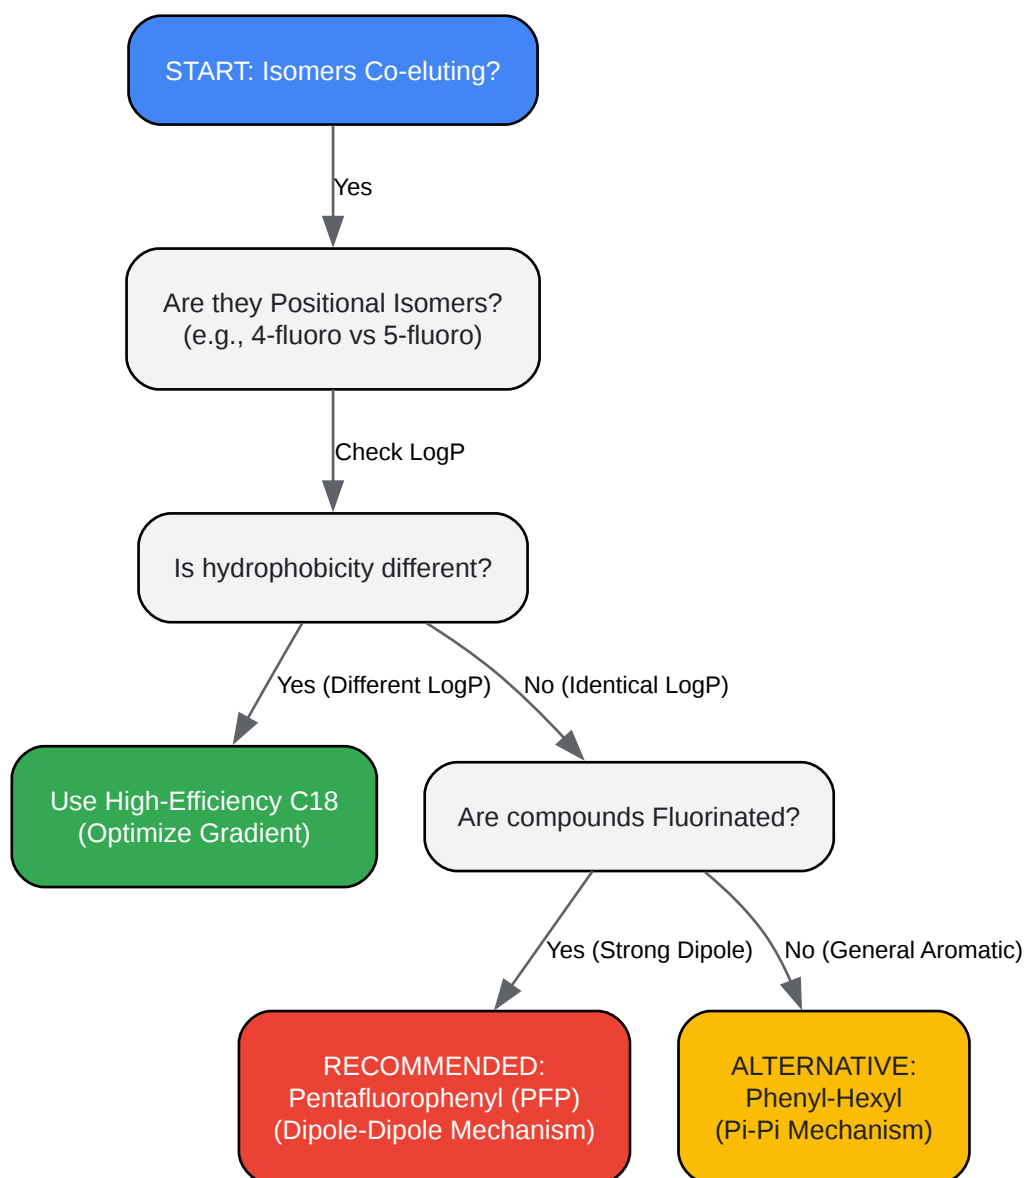 START: Isomers Co-eluting?
Yes
Are they Positional Isomers?
(e.g., 4-fluoro vs 5-fluoro)
Check LogP
Is hydrophobicity different?
Yes (Different LogP)
No (Identical LogP)
Use High-Efficiency C18
(Optimize Gradient)
Are compounds Fluorinated?
Yes (Strong Dipole)
No (General Aromatic)
RECOMMENDED:
Pentafluorophenyl (PFP)
(Dipole-Dipole Mechanism)
ALTERNATIVE:
Phenyl-Hexyl
(Pi-Pi Mechanism)